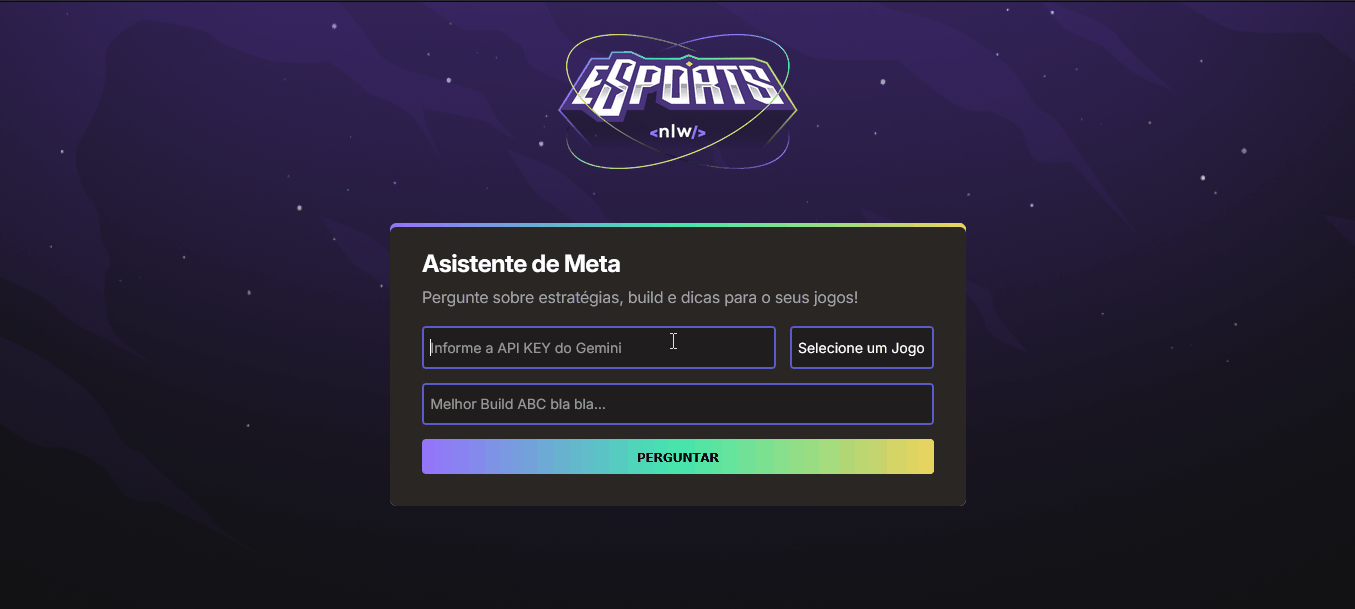 ESPORTS
<nlw/>
Asistente de Meta
Pergunte sobre estratégias, build e dicas para o seus jogos!
Informe a API KEY do Gemini
Selecione um Jogo
Melhor Build ABC bla bla...
PERGUNTAR